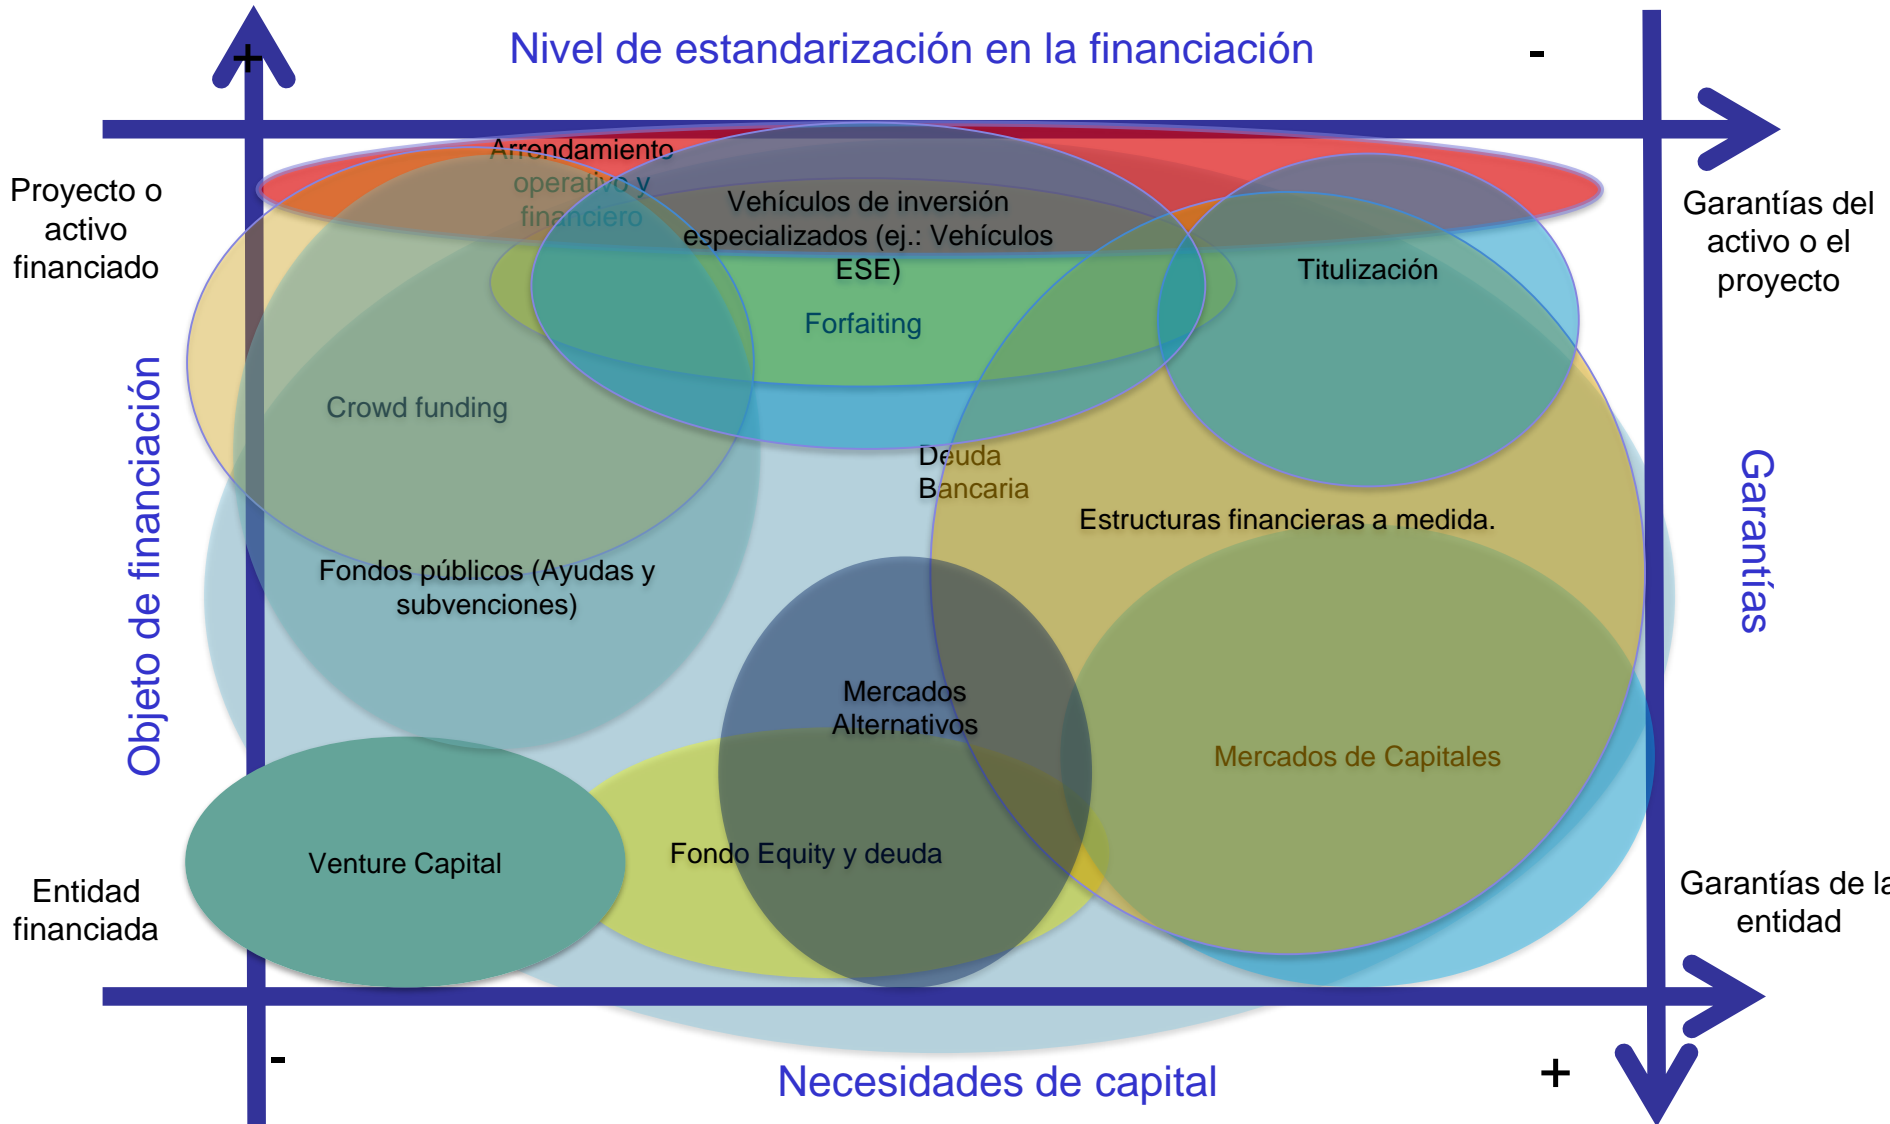 Nivel de estandarización en la financiación
+
-
Proyecto o
activo
financiado
Arrendamiento
operativo y
financiero
Vehículos de inversión
especializados (ej.: Vehículos
ESE)
Titulización
Garantías del
activo o el
proyecto
Forfaiting
Crowd funding
Objeto de financiación
Deuda
Bancaria
Estructuras financieras a medida.
Garantías
Fondos públicos (Ayudas y
subvenciones)
Mercados
Alternativos
Mercados de Capitales
Venture Capital
Fondo Equity y deuda
Entidad
financiada
Garantías de la
entidad
-
+
Necesidades de capital